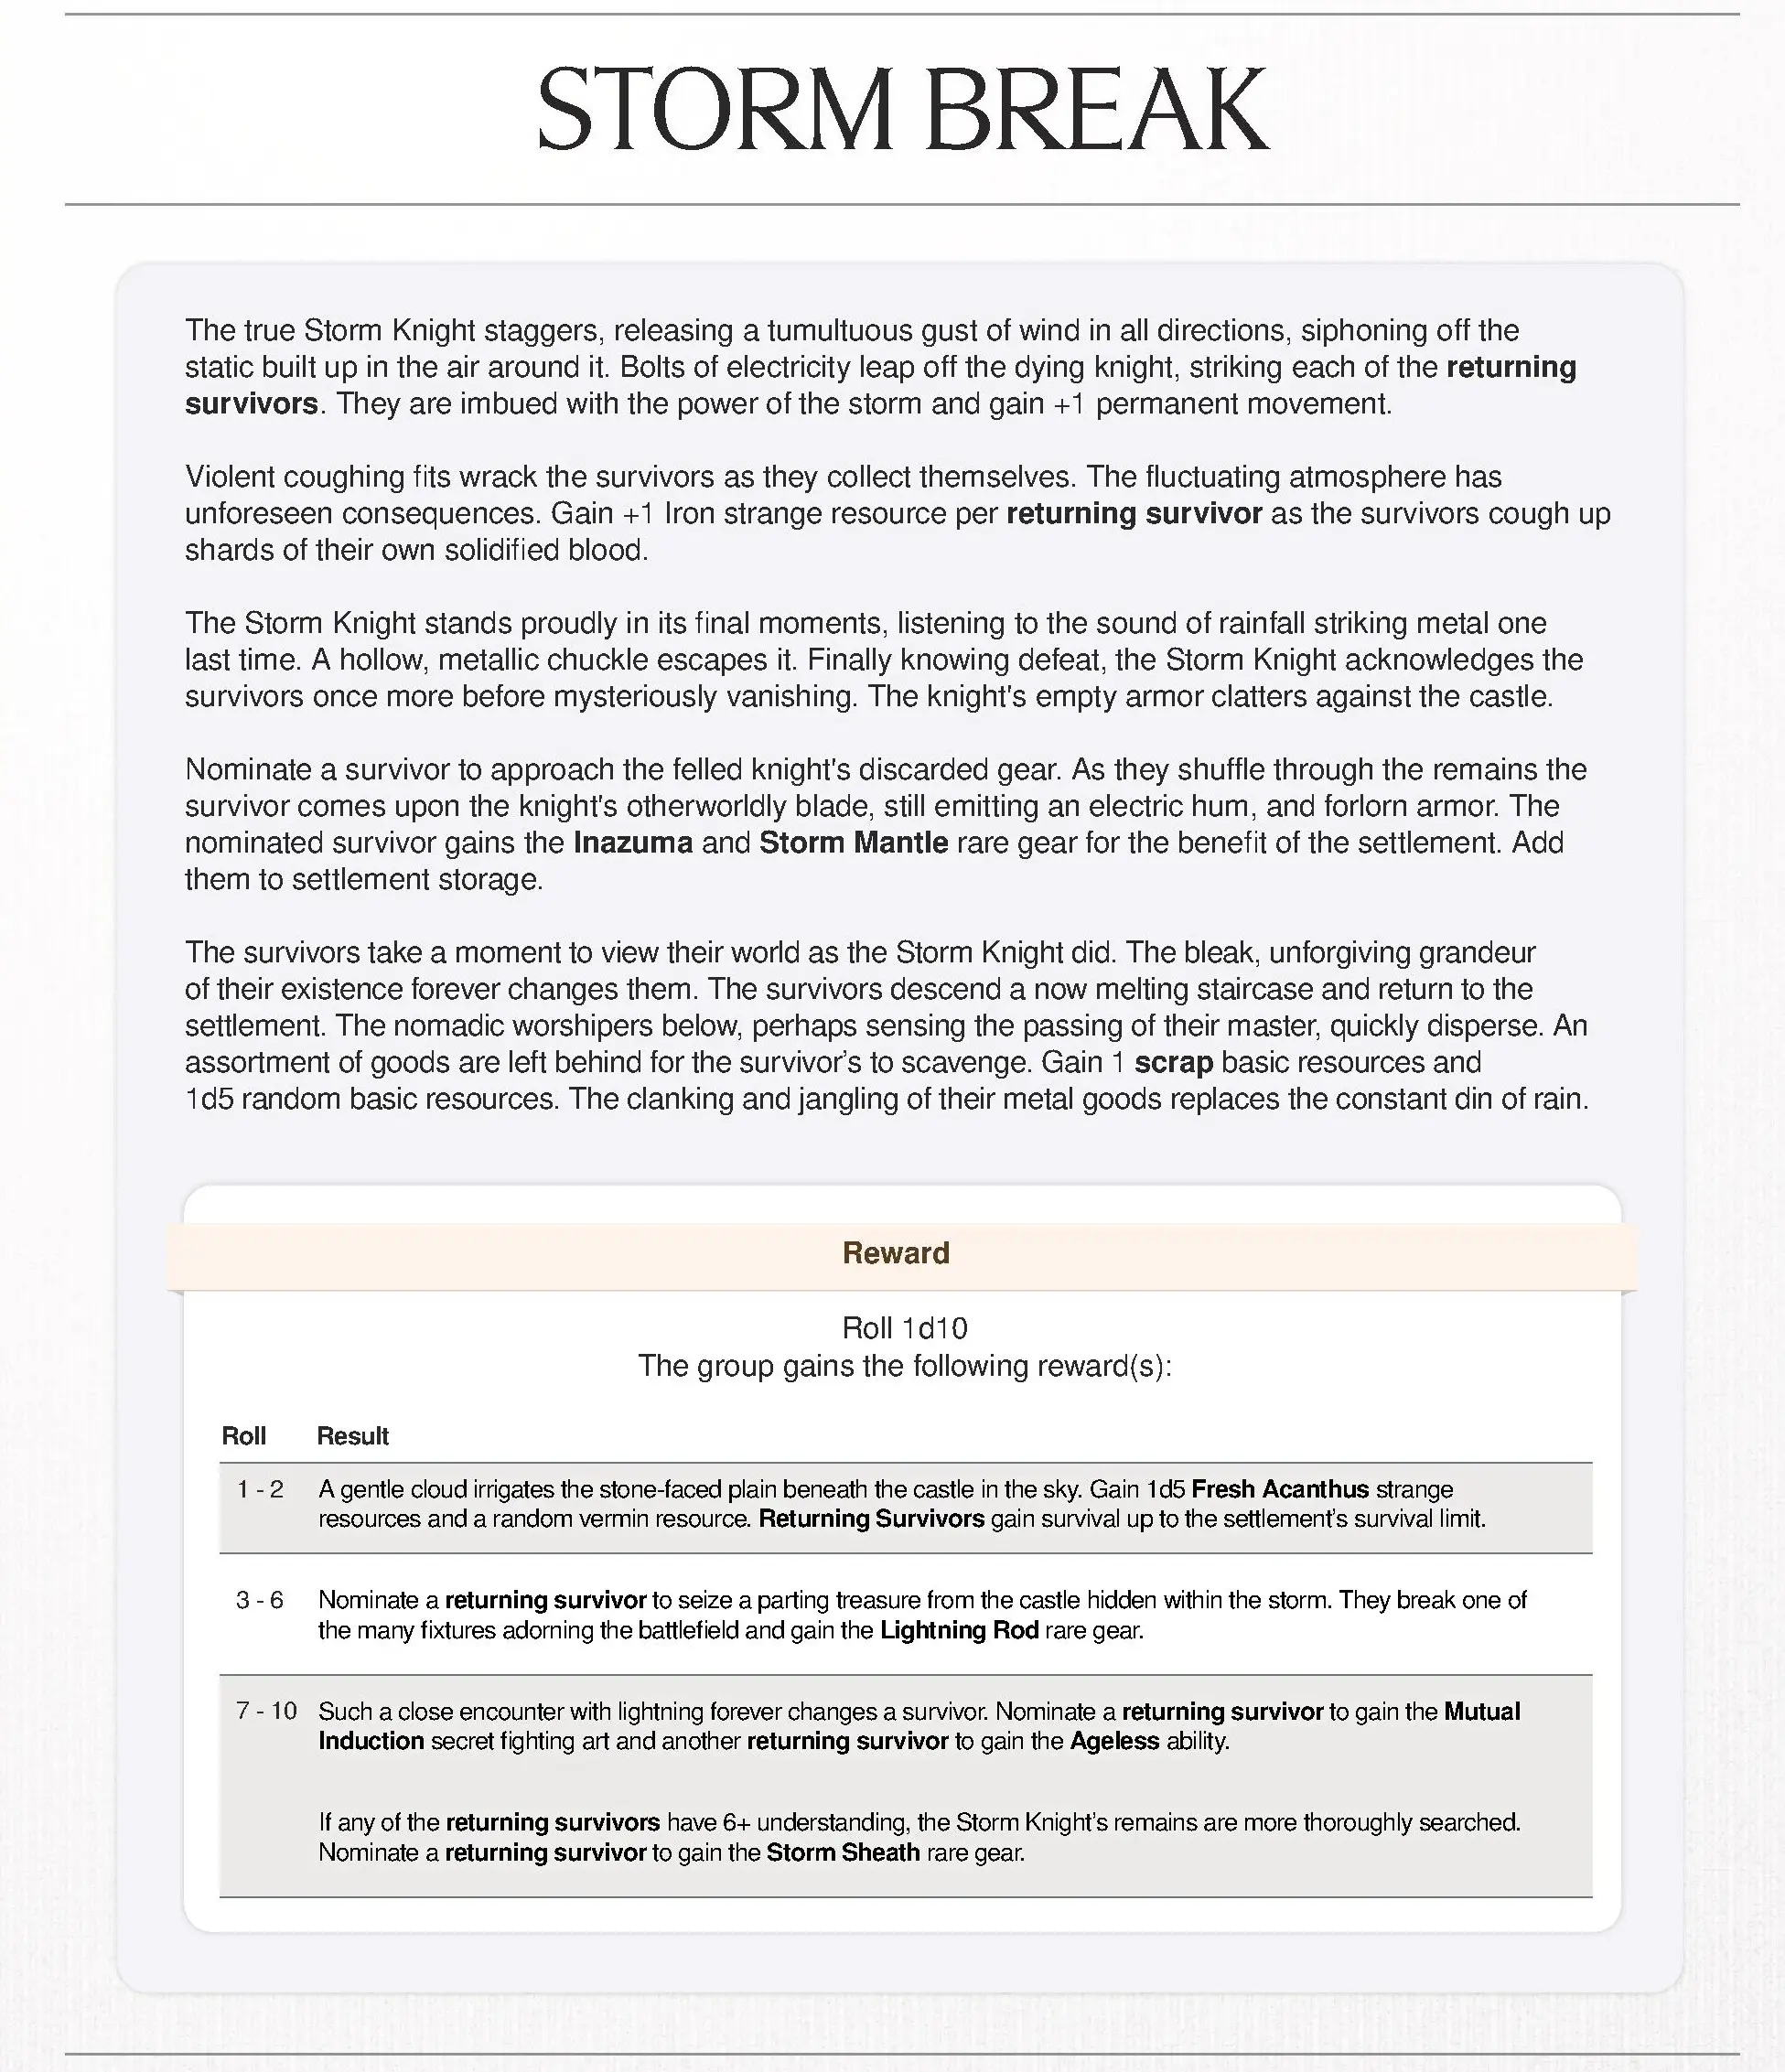 STORM BREAK
The true Storm Knight staggers, releasing a tumultuous gust of wind in all directions, siphoning off the
static built up in the air around it. Bolts of electricity leap off the dying knight, striking each of the returning
survivors. They are imbued with the power of the storm and gain +1 permanent movement.
Violent coughing fits wrack the survivors as they collect themselves. The fluctuating atmosphere has
unforeseen consequences. Gain +1 Iron strange resource per returning survivor as the survivors cough up
shards of their own solidified blood.
The Storm Knight stands proudly in its final moments, listening to the sound of rainfall striking metal one
last time. A hollow, metallic chuckle escapes it. Finally knowing defeat, the Storm Knight acknowledges the
survivors once more before mysteriously vanishing. The knight's empty armor clatters against the castle.
Nominate a survivor to approach the felled knight's discarded gear. As they shuffle through the remains the
survivor comes upon the knight's otherworldly blade, still emitting an electric hum, and forlorn armor. The
nominated survivor gains the Inazuma and Storm Mantle rare gear for the benefit of the settlement. Add
them to settlement storage.
The survivors take a moment to view their world as the Storm Knight did. The bleak, unforgiving grandeur
of their existence forever changes them. The survivors descend a now melting staircase and return to the
settlement. The nomadic worshipers below, perhaps sensing the passing of their master, quickly disperse. An
assortment of goods are left behind for the survivor’s to scavenge. Gain 1 scrap basic resources and
1d5 random basic resources. The clanking and jangling of their metal goods replaces the constant din of rain.
Reward
Roll 1d10
The group gains the following reward(s):
Roll Result
1 - 2 A gentle cloud irrigates the stone-faced plain beneath the castle in the sky. Gain 1d5 Fresh Acanthus strange
resources and a random vermin resource. Returning Survivors gain survival up to the settlement’s survival limit.
3 - 6 Nominate a returning survivor to seize a parting treasure from the castle hidden within the storm. They break one of
the many fixtures adorning the battlefield and gain the Lightning Rod rare gear.
7 - 10 Such a close encounter with lightning forever changes a survivor. Nominate a returning survivor to gain the Mutual
Induction secret fighting art and another returning survivor to gain the Ageless ability.
If any of the returning survivors have 6+ understanding, the Storm Knight’s remains are more thoroughly searched.
Nominate a returning survivor to gain the Storm Sheath rare gear.